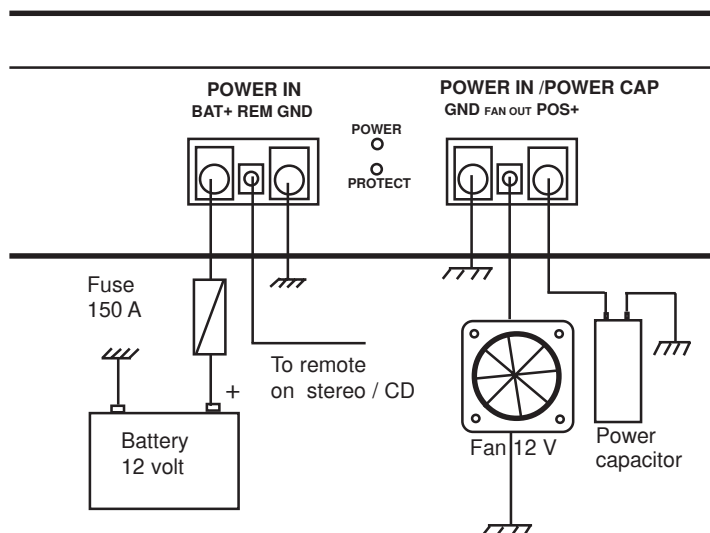 POWER IN
BAT+ REM GND
POWER
PROTECT
POWER IN /POWER CAP
GND FAN OUT POS+
Fuse
150 A
To remote
on stereo / CD
+
Battery
12 volt
Fan 12 V
Power
capacitor